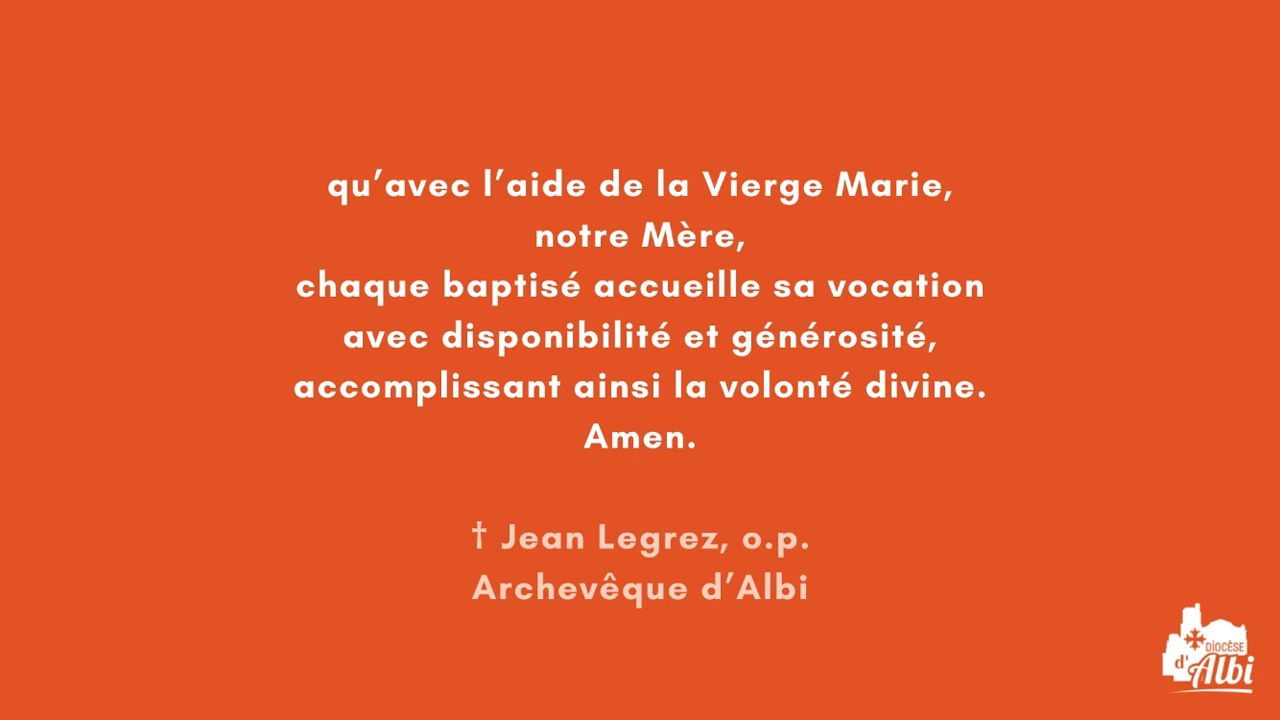 qu’avec l’aide de la Vierge Marie,
notre Mère,
chaque baptisé accueille sa vocation
avec disponibilité et générosité,
accomplissant ainsi la volonté divine.
Amen.
† Jean Legrez, o.p.
Archevêque d’Albi
DIOCÈSE
d'Albi